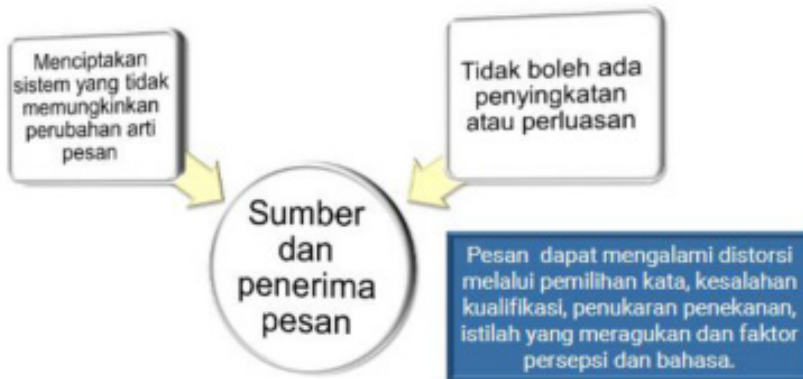 Menciptakan
sistem yang tidak
memungkinkan
perubahan arti
pesan
Tidak boleh ada
penyingkatan
atau perluasan
Sumber
dan
penerima
pesan
Pesan dapat mengalami distorsi
melalui pemilihan kata, kesalahan
kualifikasi, penukaran penekanan,
istilah yang meragukan dan faktor
persepsi dan bahasa.